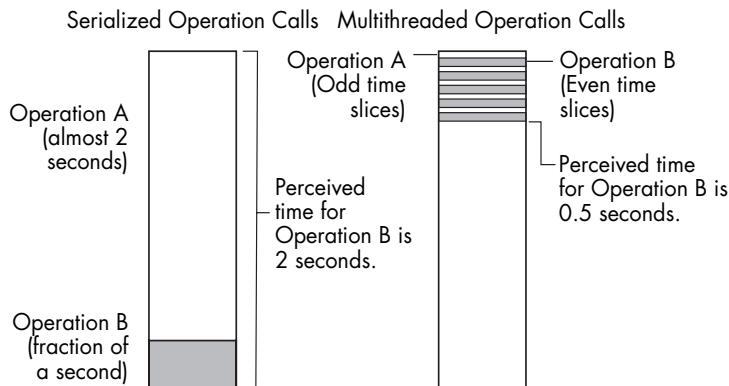 Serialized Operation Calls
Multithreaded Operation Calls
Operation A
(almost 2
seconds)
Perceived
time for
Operation B is
2 seconds.
Operation B
(fraction of
a second)
Operation A
(Odd time
slices)
Operation B
(Even time
slices)
Perceived time
for Operation B is
0.5 seconds.